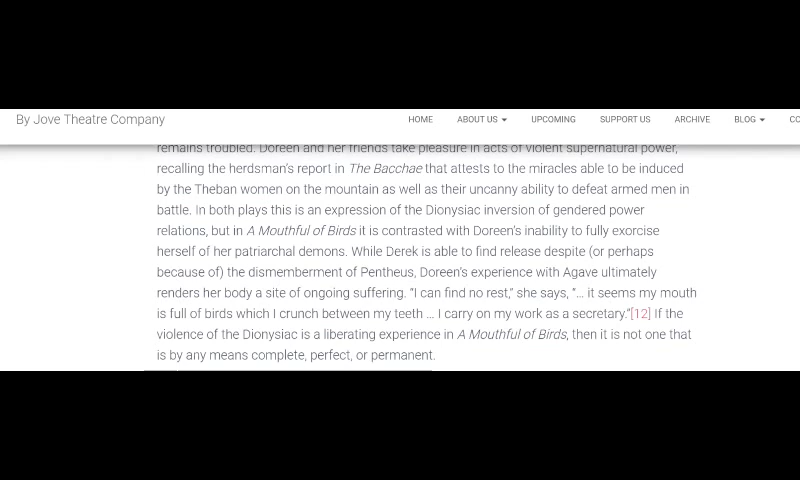 By Jove Theatre Company
HOME ABOUT US UPCOMING SUPPORT US ARCHIVE BLOG
remains troubled. Doreen and her friends take pleasure in acts of violent supernatural power,
recalling the herdsman's report in The Bacchae that attests to the miracles able to be induced
by the Theban women on the mountain as well as their uncanny ability to defeat armed men in
battle. In both plays this is an expression of the Dionysiac inversion of gendered power
relations, but in A Mouthful of Birds it is contrasted with Doreen's inability to fully exorcise
herself of her patriarchal demons. While Derek is able to find release despite (or perhaps
because of) the dismemberment of Pentheus, Doreen's experience with Agave ultimately
renders her body a site of ongoing suffering. “I can find no rest,” she says, “… it seems my mouth
is full of birds which I crunch between my teeth … I carry on my work as a secretary.”[12] If the
violence of the Dionysiac is a liberating experience in A Mouthful of Birds, then it is not one that
is by any means complete, perfect, or permanent.